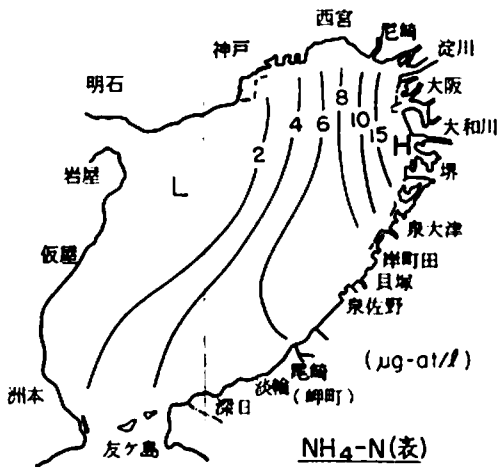 西宮
尼崎
神戸
淀川
明石
大阪
8
4
6
10
大和川
15
H
2
堺
岩屋
L
泉大津
仮屋
岸町田
貝塚
泉佐野
(μg-at/l)
尾崎
淡輪
(岬町)
洲本
深日
友ケ島
NH4-N(表)